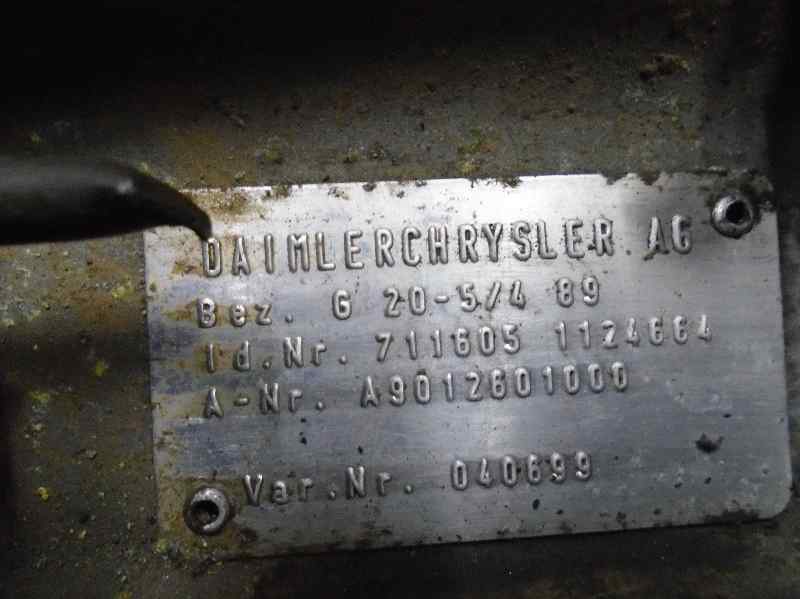 DAIMLERCHRYSLER AG
Bez. G 20-5/4 89
Id.Nr. 711605 1124664
A-Nr. A9012601000
Var.Nr. 040699